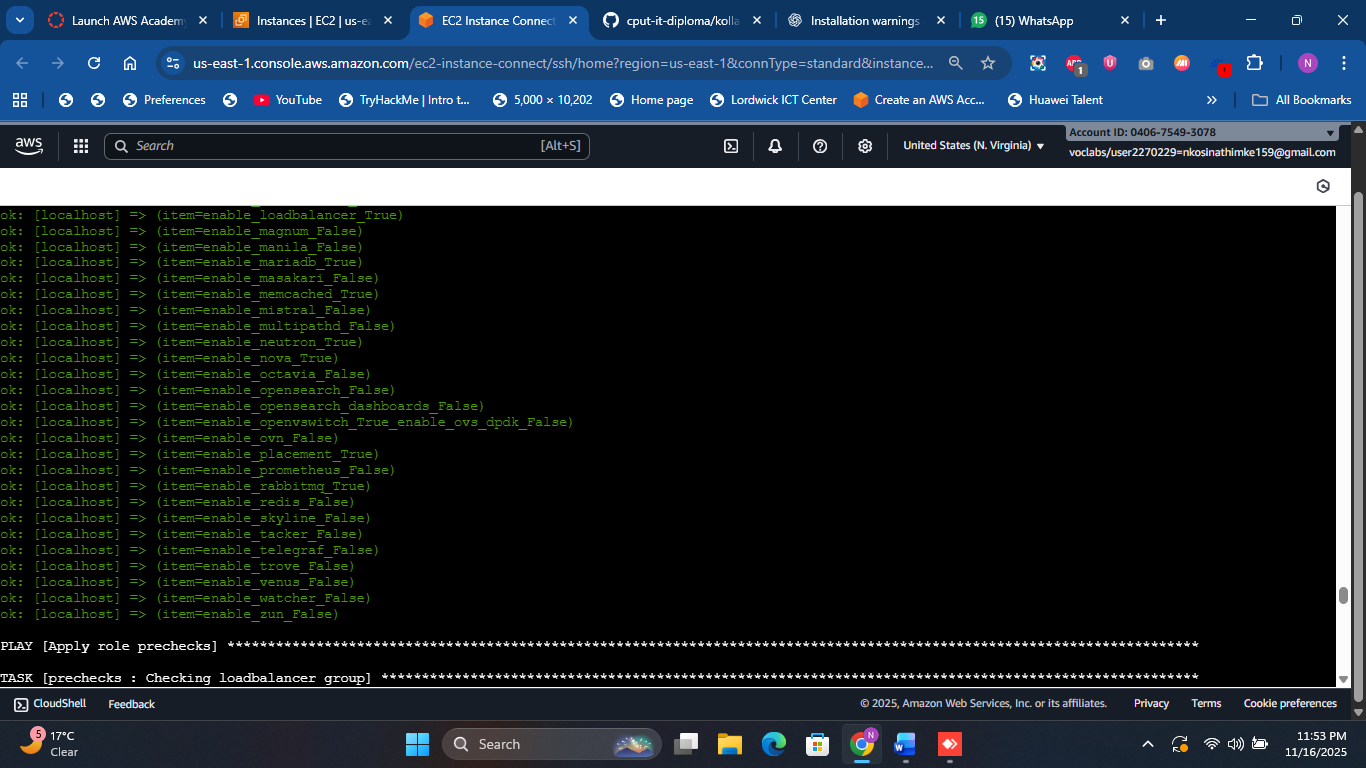 Launch AWS Academy
Instances | EC2 | us-ea
EC2 Instance Connect
cput-it-diploma/kolla
Installation warnings
15
(15) WhatsApp
us-east-1.console.aws.amazon.com/ec2-instance-connect/ssh/home?region=us-east-1&connType=standard&instance...
1
N
Preferences
YouTube
TryHackMe | Intro t...
5,000 × 10,202
Home page
Lordwick ICT Center
Create an AWS Acc...
Huawei Talent
All Bookmarks
aws
Search
[Alt+S]
United States (N. Virginia)
Account ID: 0406-7549-3078
voclabs/user2270229=nkosinathimke159@gmail.com
ok: [localhost] => (item=enable_loadbalancer_True)
ok: [localhost] => (item=enable_magnum_False)
ok: [localhost] => (item=enable_manila_False)
ok: [localhost] => (item=enable_mariadb_True)
ok: [localhost] => (item=enable_masakari_False)
ok: [localhost] => (item=enable_memcached_True)
ok: [localhost] => (item=enable_mistral_False)
ok: [localhost] => (item=enable_multipathd_False)
ok: [localhost] => (item=enable_neutron_True)
ok: [localhost] => (item=enable_nova_True)
ok: [localhost] => (item=enable_octavia_False)
ok: [localhost] => (item=enable_opensearch_False)
ok: [localhost] => (item=enable_opensearch_dashboards_False)
ok: [localhost] => (item=enable_openvswitch_True_enable_ovs_dpdk_False)
ok: [localhost] => (item=enable_ovn_False)
ok: [localhost] => (item=enable_placement_True)
ok: [localhost] => (item=enable_prometheus_False)
ok: [localhost] => (item=enable_rabbitmq_True)
ok: [localhost] => (item=enable_redis_False)
ok: [localhost] => (item=enable_skyline_False)
ok: [localhost] => (item=enable_tacker_False)
ok: [localhost] => (item=enable_telegraf_False)
ok: [localhost] => (item=enable_trove_False)
ok: [localhost] => (item=enable_venus_False)
ok: [localhost] => (item=enable_watcher_False)
ok: [localhost] => (item=enable_zun_False)
PLAY [Apply role prechecks] ************************************************************************************************************************
TASK [prechecks : Checking loadbalancer group] *****************************************************************************************************
CloudShell
Feedback
© 2025, Amazon Web Services, Inc. or its affiliates.
Privacy
Terms
Cookie preferences
5
17°C
Clear
Search
N
11:53 PM
11/16/2025